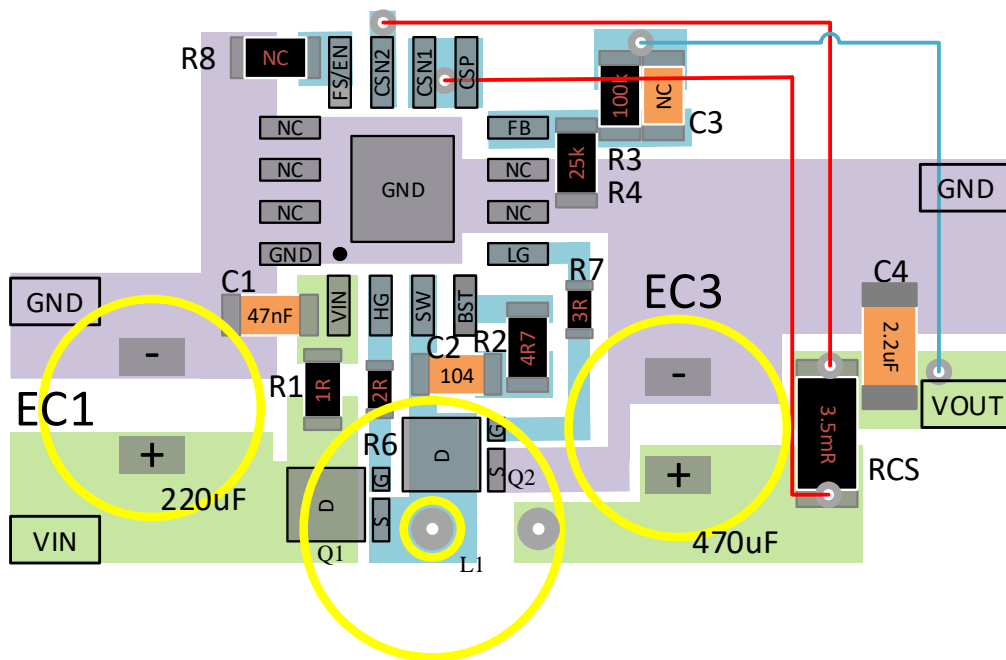 R8
NC
FS/EN
CSN2
CSN1
CSP
100k
NC
C3
NC
FB
25k
R3
NC
GND
NC
R4
GND
NC
NC
GND
LG
C1
R7
EC3
C4
GND
47nF
VIN
HG
SW
BST
R2
3R
2.2uF
-
C2
104
4R7
-
R1
1R
2R
VOUT
EC1
3.5mR
+
R6
D
G
S
Q2
+
RCS
220uF
G
D
S
VIN
Q1
L1
470uF